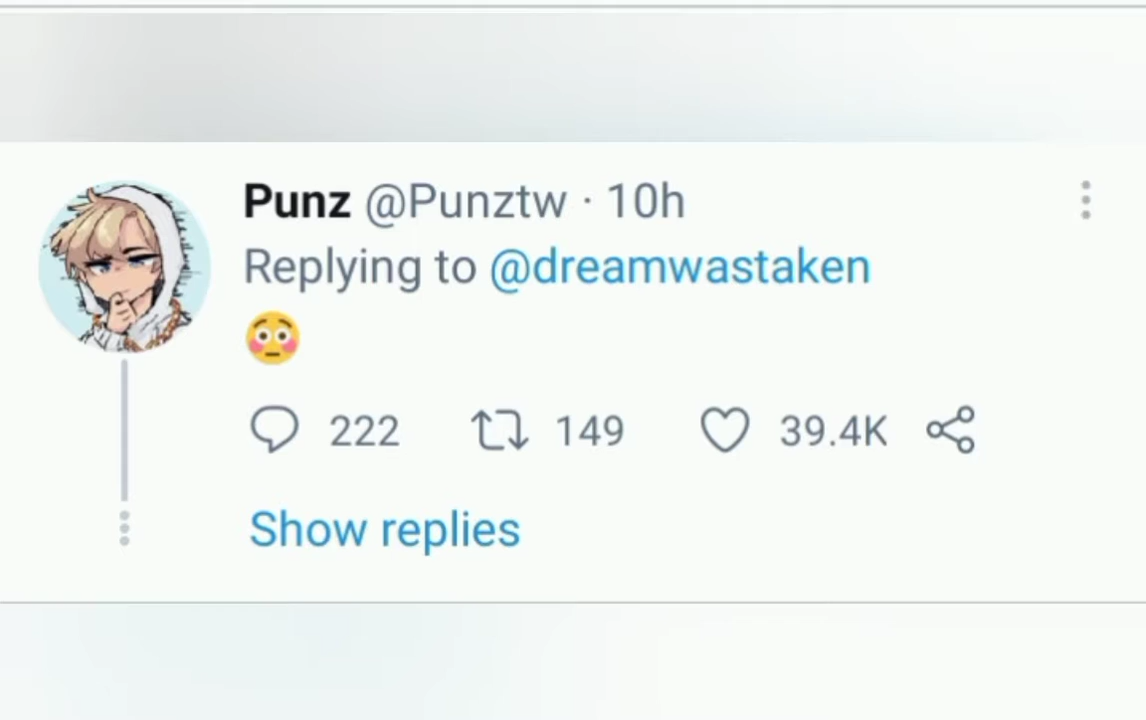 Punz @Punztw · 10h
Replying to @dreamwastaken
😳
222 149 39.4K
Show replies